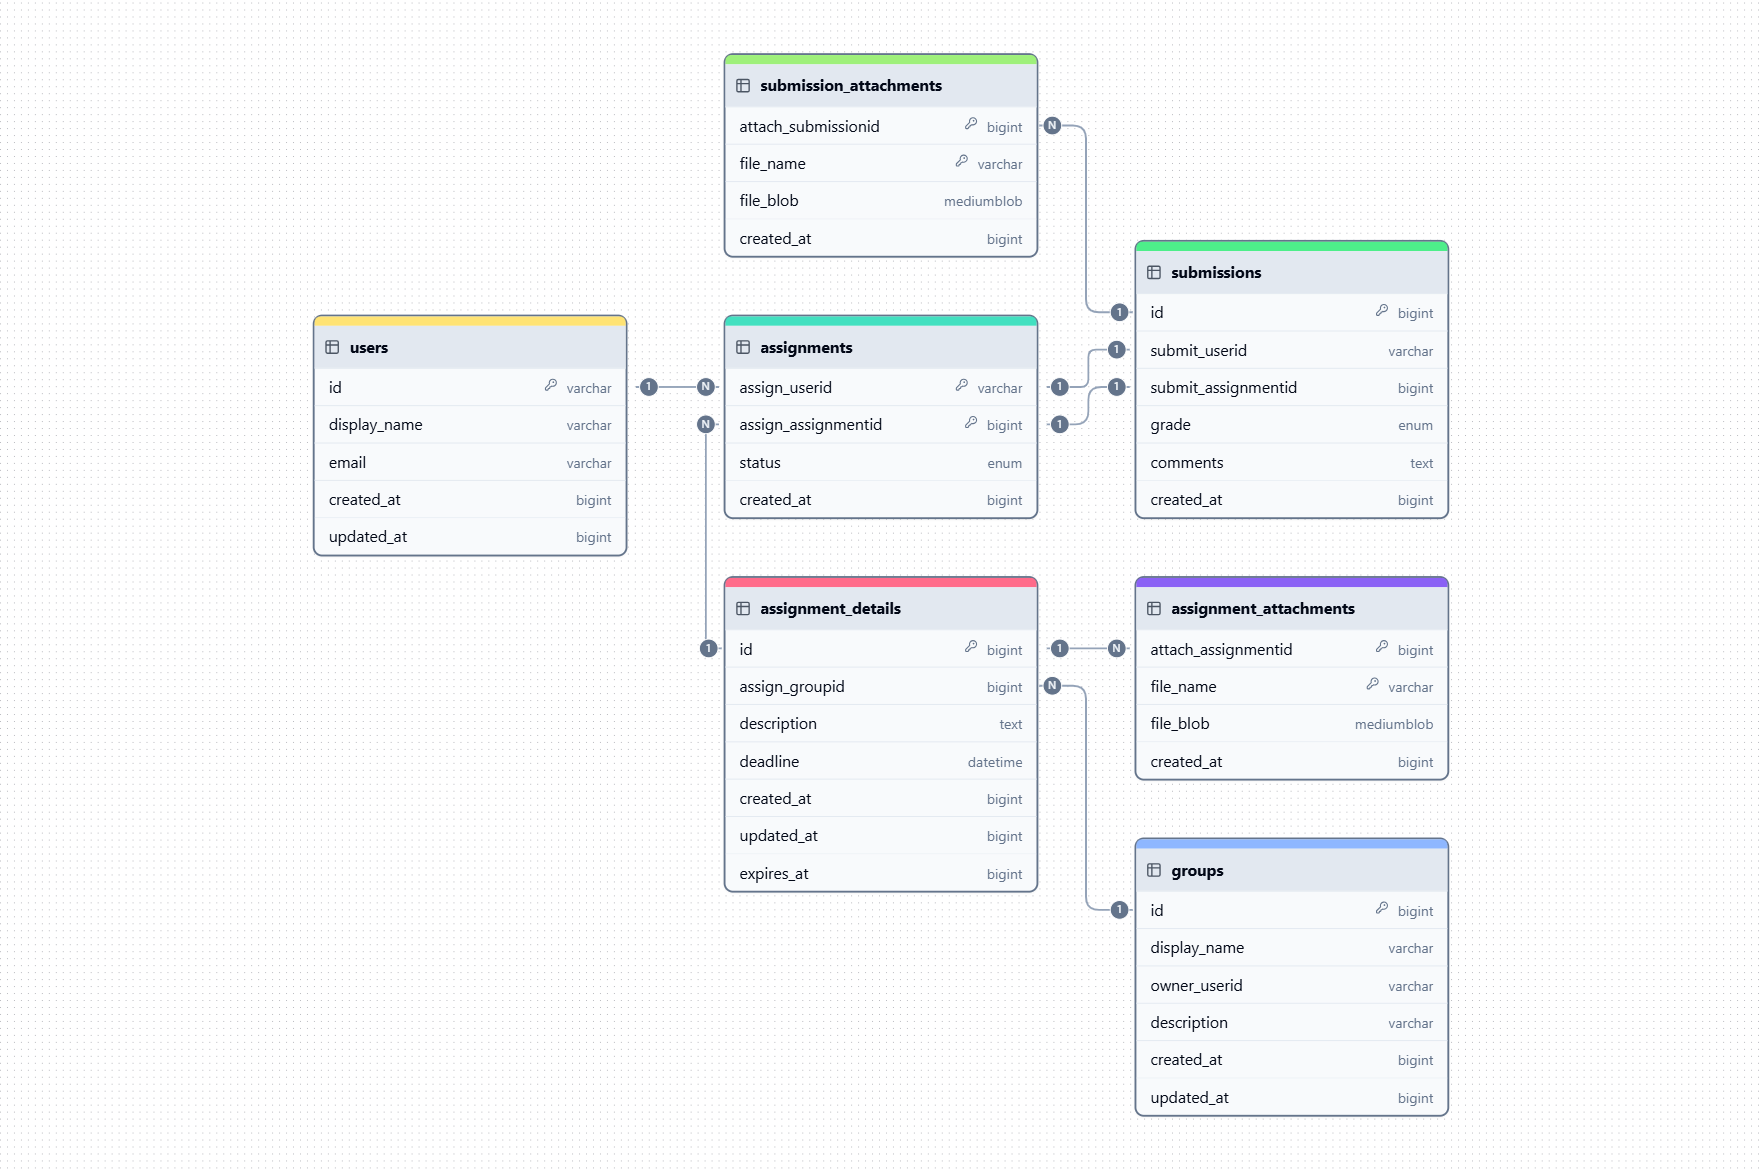 submission_attachments
attach_submissionid bigint
file_name varchar
file_blob mediumblob
created_at bigint
N
submissions
1 id bigint
1 submit_userid varchar
1 submit_assignmentid bigint
grade enum
comments text
created_at bigint
users
id varchar
display_name varchar
email varchar
created_at bigint
updated_at bigint
1 N
N
assignments
assign_userid varchar
assign_assignmentid bigint
status enum
created_at bigint
1
1
assignment_details
1 id bigint
assign_groupid bigint
description text
deadline datetime
created_at bigint
updated_at bigint
expires_at bigint
1 N
N
assignment_attachments
attach_assignmentid bigint
file_name varchar
file_blob mediumblob
created_at bigint
groups
1 id bigint
display_name varchar
owner_userid varchar
description varchar
created_at bigint
updated_at bigint